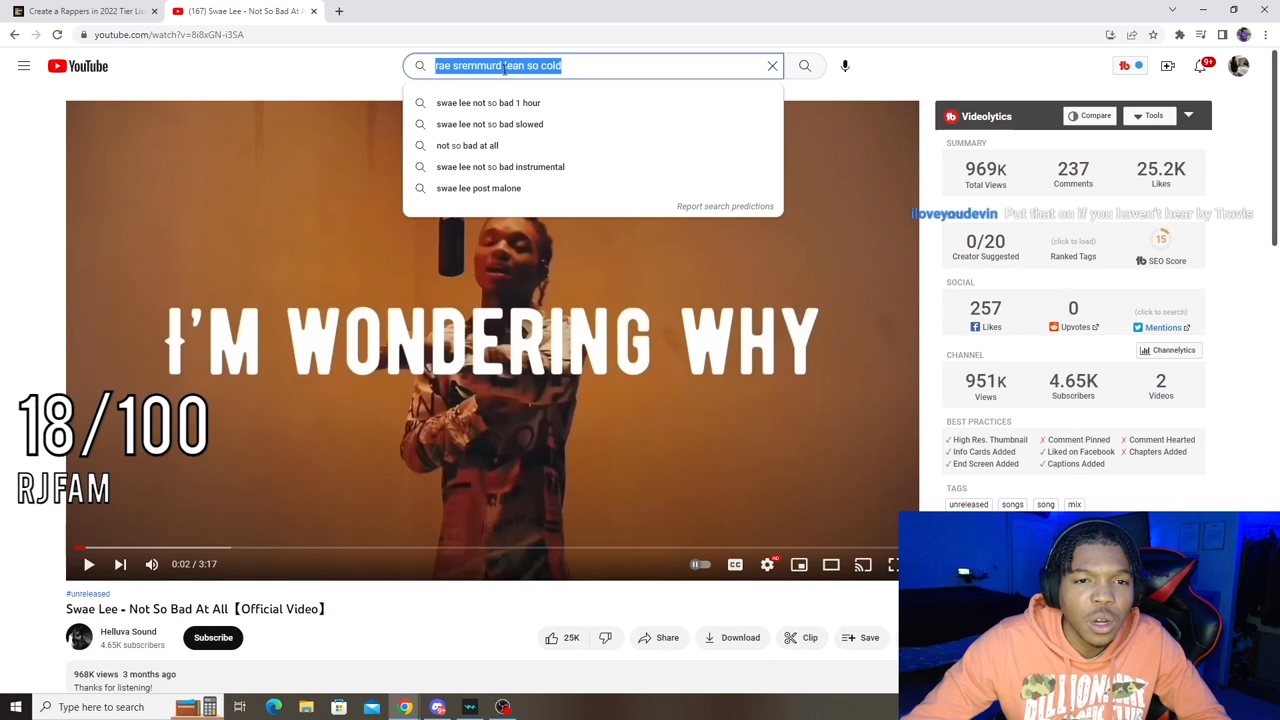 Create a Rappers in 2022 Tier List
(167) Swae Lee - Not So Bad At A
youtube.com/watch?v=8i8xGN-i3SA
YouTube
rae sremmurd lean so cold
9+
swae lee not so bad 1 hour
swae lee not so bad slowed
not so bad at all
swae lee not so bad instrumental
swae lee post malone
Report search predictions
I'M WONDERING WHY
18/100
RJFAM
0:02 / 3:17
CC
HD
#unreleased
Swae Lee - Not So Bad At All【Official Video】
Helluva Sound
4.65K subscribers
Subscribe
25K
Share
Download
Clip
Save
968K views 3 months ago
Thanks for listening!
tb Videolytics
Compare
Tools
SUMMARY
969K 237 25.2K
Total Views Comments Likes
iloveyoudevin Put that on if you haven't hear by Travis
0/20 (click to load) 15
Creator Suggested Ranked Tags tb SEO Score
SOCIAL
257 0 (click to search)
Likes Upvotes Mentions
CHANNEL
Channelytics
951K 4.65K 2
Views Subscribers Videos
BEST PRACTICES
✓ High Res. Thumbnail ✗ Comment Pinned ✗ Comment Hearted
✓ Info Cards Added ✓ Liked on Facebook ✗ Chapters Added
✓ End Screen Added ✓ Captions Added
TAGS
unreleased songs song mix
BILLIONAIRE
Type here to search